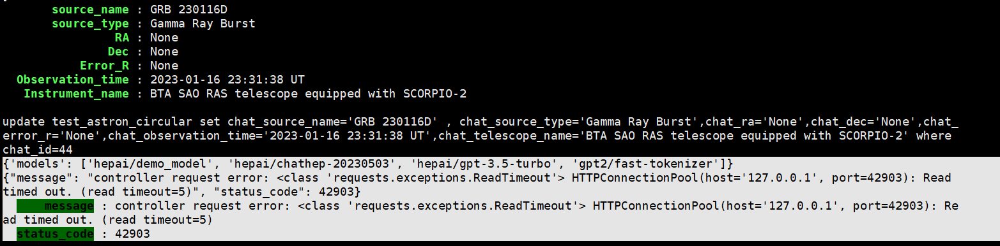 source_name : GRB 230116D
source_type : Gamma Ray Burst
RA : None
Dec : None
Error_R : None
Observation_time : 2023-01-16 23:31:38 UT
Instrument_name : BTA SAO RAS telescope equipped with SCORPIO-2
update test_astron_circular set chat_source_name='GRB 230116D' , chat_source_type='Gamma Ray Burst',chat_ra='None',chat_dec='None',chat_
error_r='None',chat_observation_time='2023-01-16 23:31:38 UT',chat_telescope_name='BTA SAO RAS telescope equipped with SCORPIO-2' where
chat_id=44
{'models': ['hepai/demo_model', 'hepai/chathep-20230503', 'hepai/gpt-3.5-turbo', 'gpt2/fast-tokenizer']}
{"message": "controller request error: <class 'requests.exceptions.ReadTimeout'> HTTPConnectionPool(host='127.0.0.1', port=42903): Read
timed out. (read timeout=5)", "status_code": 42903}
message : controller request error: <class 'requests.exceptions.ReadTimeout'> HTTPConnectionPool(host='127.0.0.1', port=42903): Re
ad timed out. (read timeout=5)
status_code : 42903